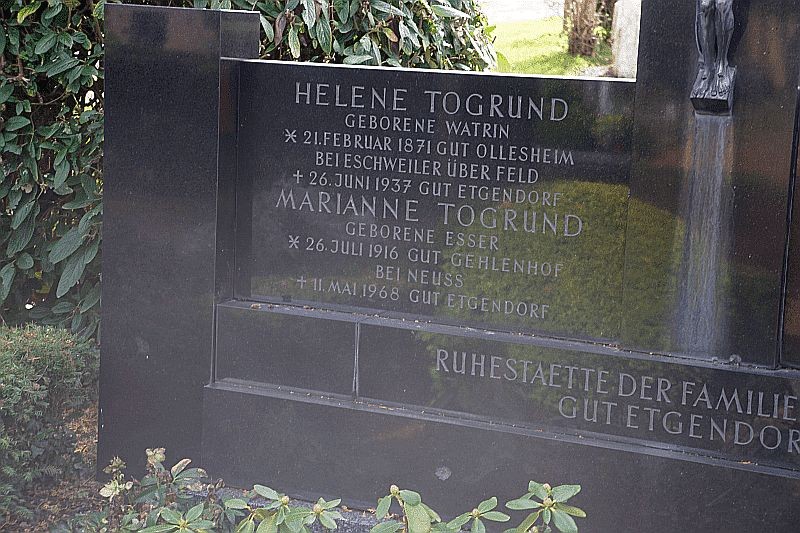 HELENE TOGRUND
GEBORENE WATRIN
* 21. FEBRUAR 1871 GUT OLLESHEIM
BEI ESCHWEILER ÜBER FELD
+ 26. JUNI 1937 GUT ETGENDORF
MARIANNE TOGRUND
GEBORENE ESSER
* 26. JULI 1916 GUT GEHLENHOF
BEI NEUSS
+ 11. MAI 1968 GUT ETGENDORF
RUHESTAETTE DER FAMILIE
GUT ETGENDOR